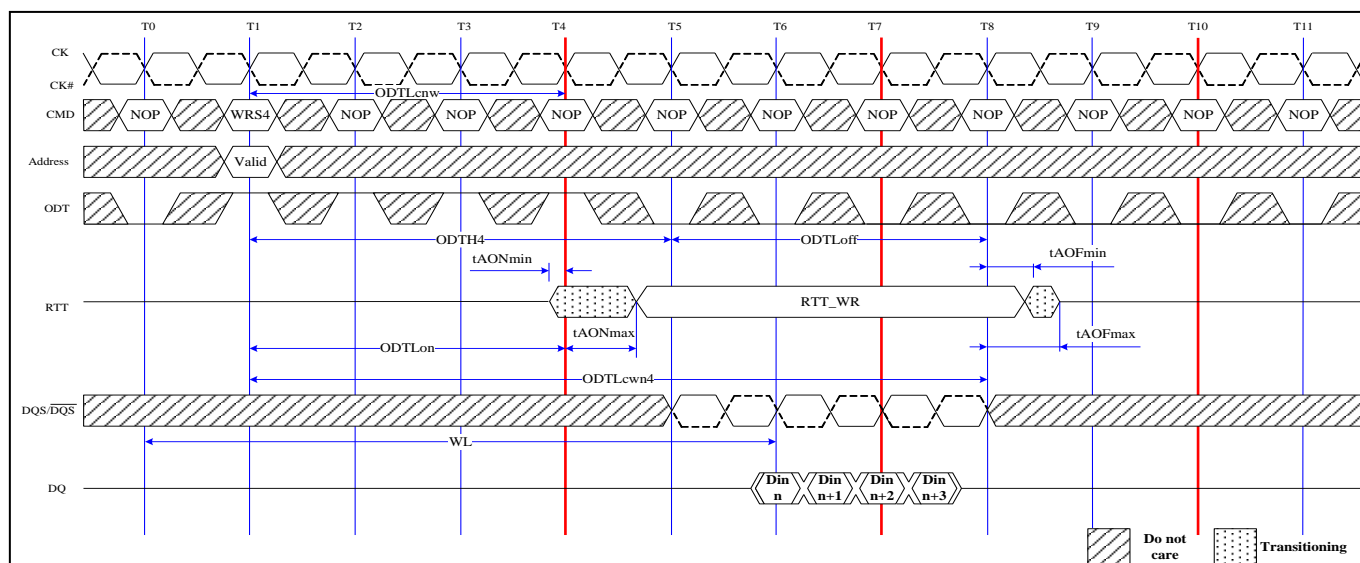 T0 T1 T2 T3 T4 T5 T6 T7 T8 T9 T10 T11
CK
CK#
ODTLcnw
CMD NOP WRS4 NOP NOP NOP NOP NOP NOP NOP NOP NOP NOP
Address Valid
ODT
ODTH4 ODTLoff
tAONmin tAOFmin
RTT RTT_WR
tAONmax tAOFmax
ODTLon
ODTLcwn4
DQS/DQS
WL
DQ Din n Din n+1 Din n+2 Din n+3
Do not care Transitioning